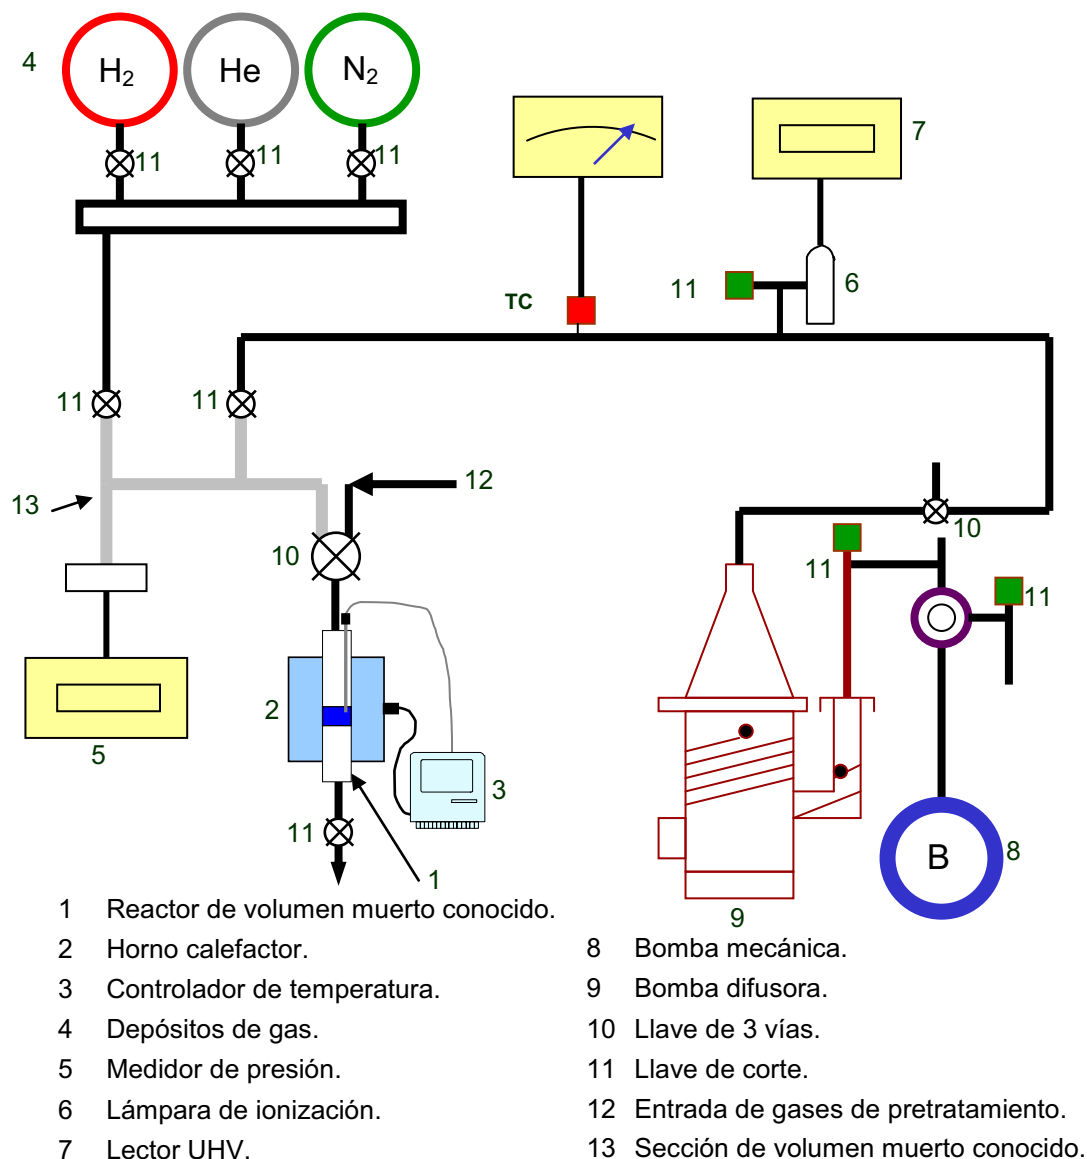 4
H2
He
N2
11
11
11
7
11
6
TC
11
11
13
12
10
10
11
11
2
5
3
11
1
B
8
9
1 Reactor de volumen muerto conocido.
2 Horno calefactor.
3 Controlador de temperatura.
4 Depósitos de gas.
5 Medidor de presión.
6 Lámpara de ionización.
7 Lector UHV.
8 Bomba mecánica.
9 Bomba difusora.
10 Llave de 3 vías.
11 Llave de corte.
12 Entrada de gases de pretratamiento.
13 Sección de volumen muerto conocido.